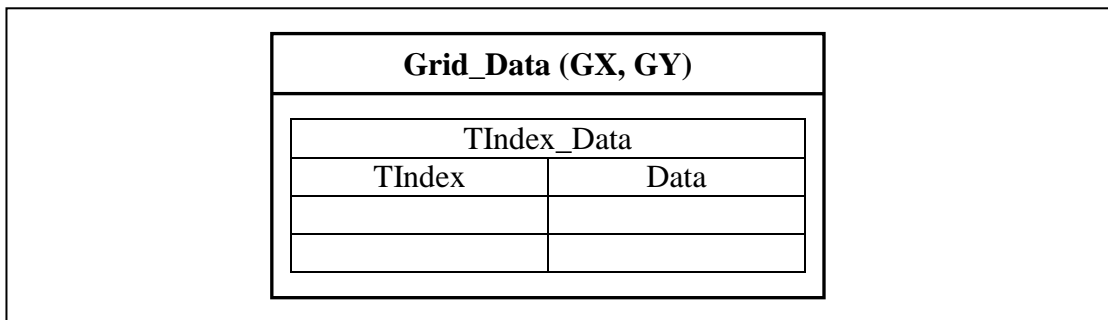 Grid_Data (GX, GY)
TIndex_Data
TIndex Data